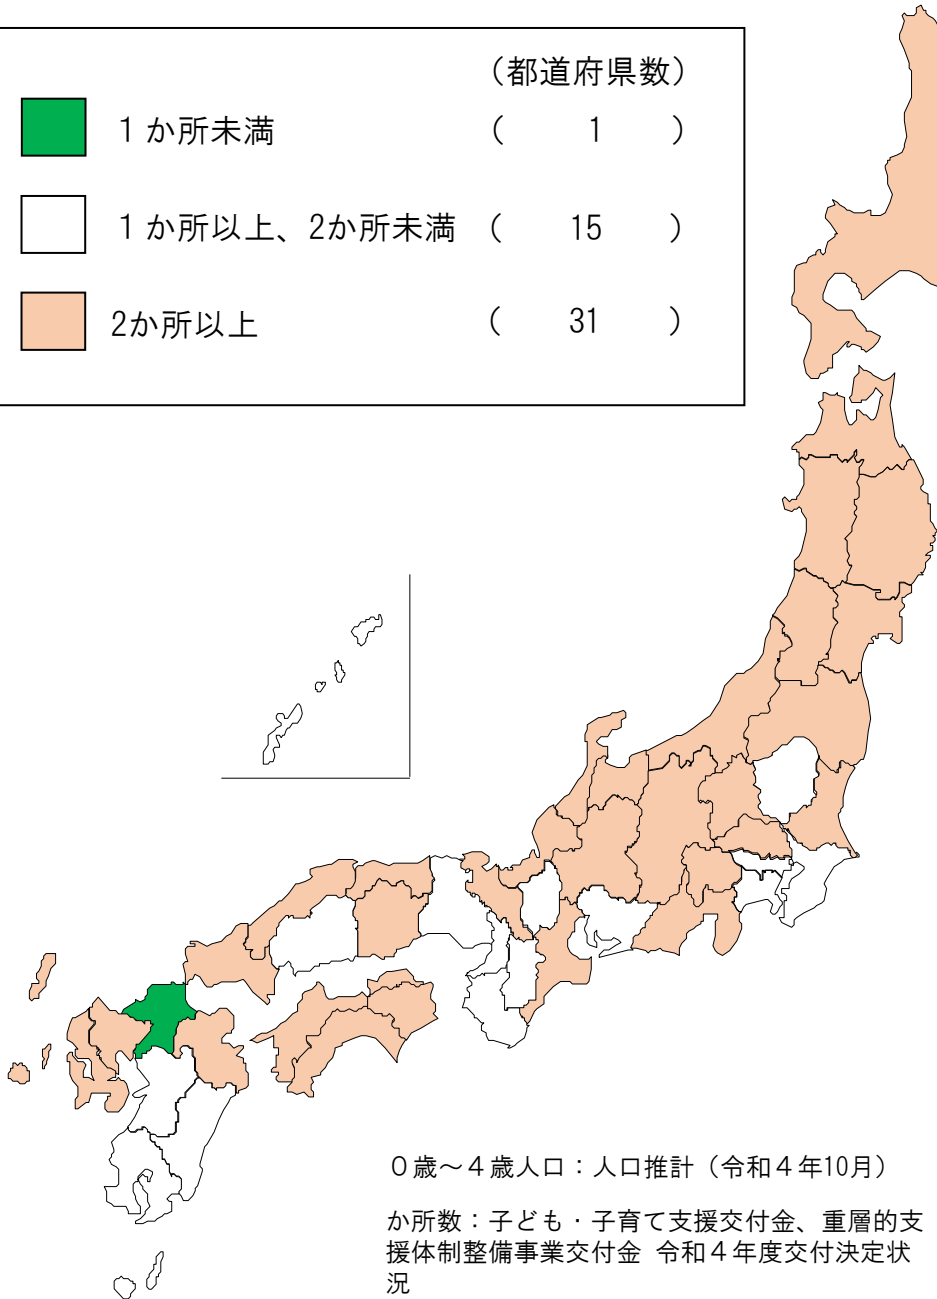 （都道府県数）
１か所未満 （ 1 ）
１か所以上、2か所未満 （ 15 ）
2か所以上 （ 31 ）
０歳～４歳人口：人口推計（令和４年10月）
か所数：子ども・子育て支援交付金、重層的支
援体制整備事業交付金 令和４年度交付決定状
況